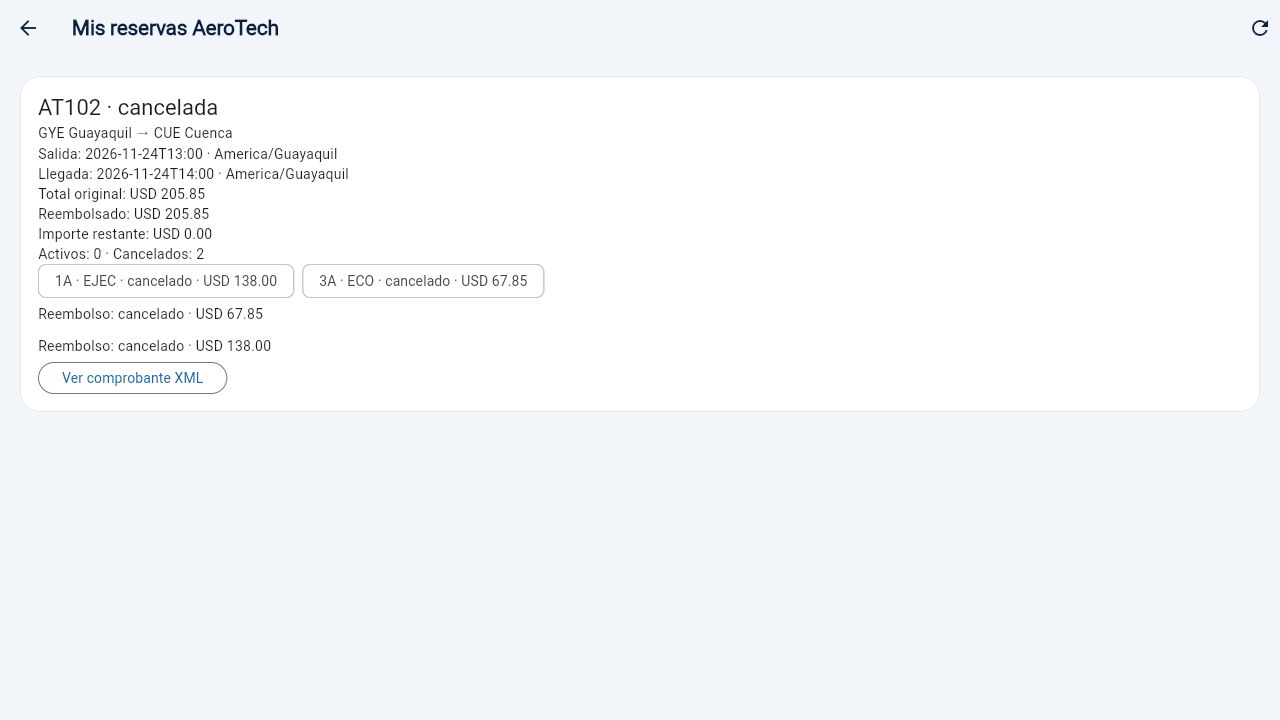 Mis reservas AeroTech
AT102 · cancelada
GYE Guayaquil → CUE Cuenca
Salida: 2026-11-24T13:00 · America/Guayaquil
Llegada: 2026-11-24T14:00 · America/Guayaquil
Total original: USD 205.85
Reembolsado: USD 205.85
Importe restante: USD 0.00
Activos: 0 · Cancelados: 2
1A · EJEC · cancelado · USD 138.00
3A · ECO · cancelado · USD 67.85
Reembolso: cancelado · USD 67.85
Reembolso: cancelado · USD 138.00
Ver comprobante XML